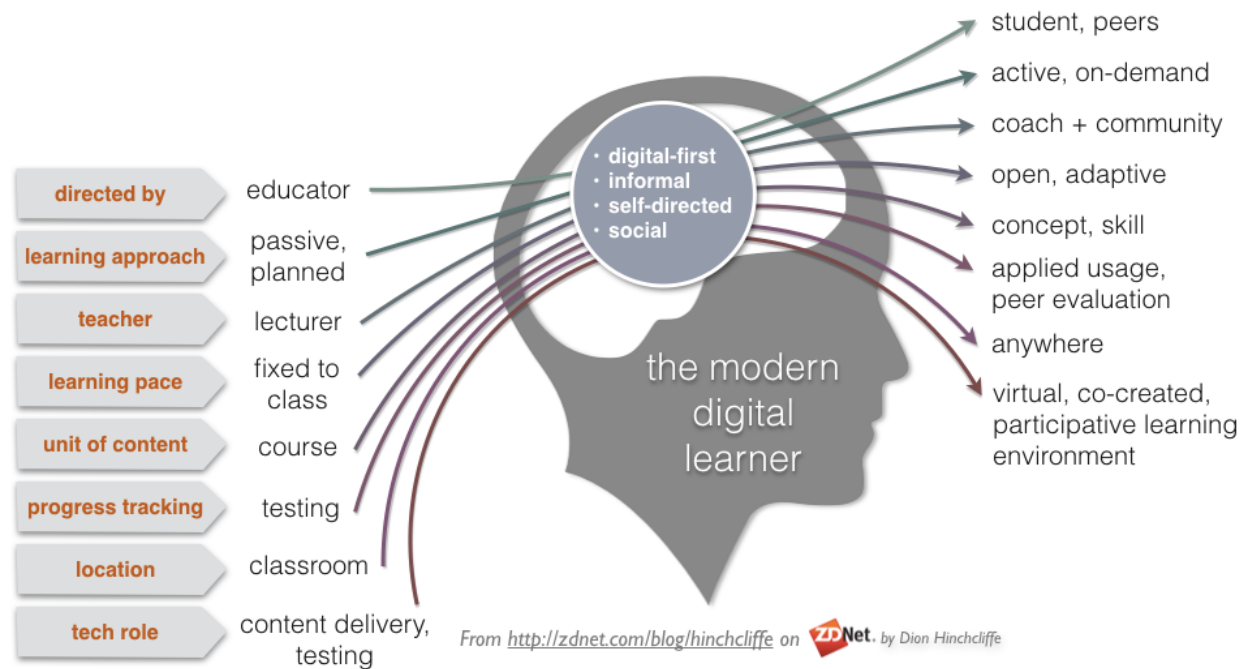 student, peers
active, on-demand
coach + community
open, adaptive
concept, skill
applied usage,
peer evaluation
anywhere
virtual, co-created,
participative learning
environment
· digital-first
· informal
· self-directed
· social
directed by
educator
learning approach
passive,
planned
teacher
lecturer
learning pace
fixed to
class
unit of content
course
progress tracking
testing
location
classroom
tech role
content delivery,
testing
the modern
digital
learner
From http://zdnet.com/blog/hinchcliffe on ZDNet. by Dion Hinchcliffe